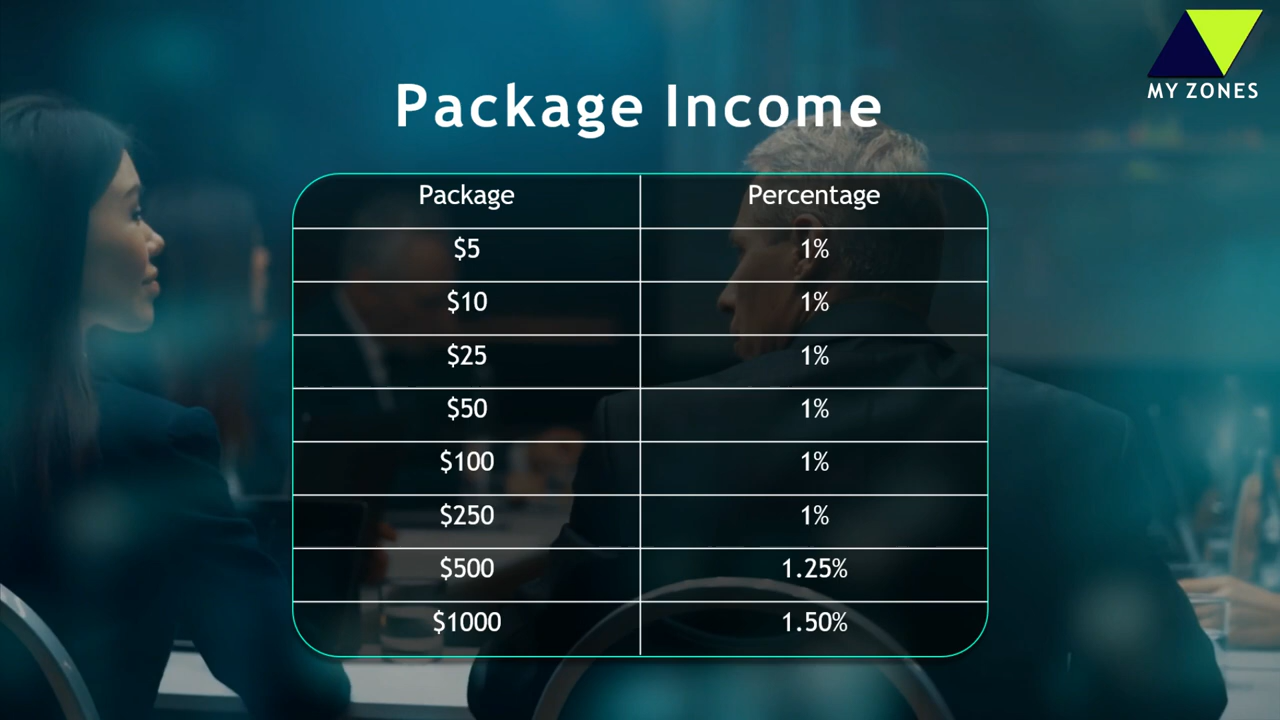 MY ZONES
Package Income
Package Percentage
$5 1%
$10 1%
$25 1%
$50 1%
$100 1%
$250 1%
$500 1.25%
$1000 1.50%